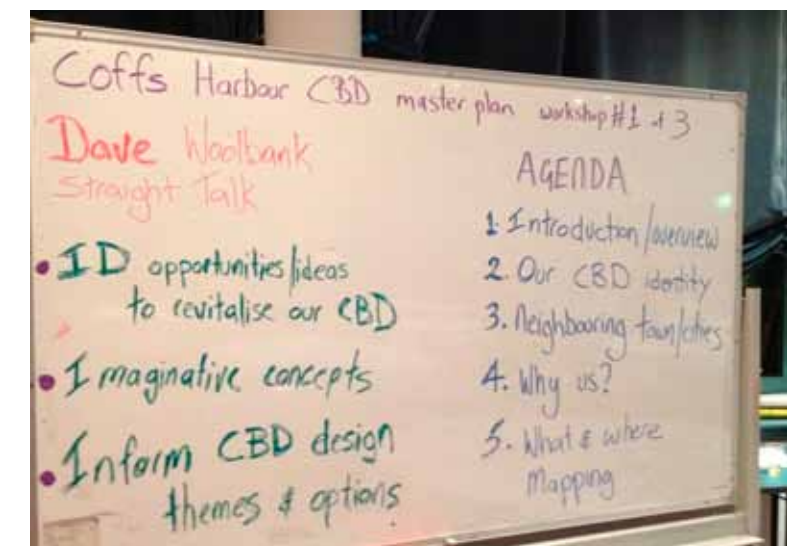 Coffs Harbour CBD master plan workshop #1 of 3
Dave Woolbank
Straight Talk
• ID opportunities/ideas
to revitalise our CBD
• Imaginative concepts
• Inform CBD design
themes & options
AGENDA
1. Introduction/overview
2. Our CBD identity
3. Neighbouring town/cities
4. Why us?
5. What & where
Mapping